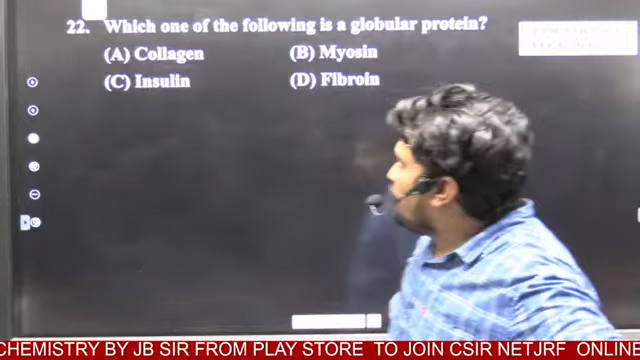 22. Which one of the following is a globular protein?
(A) Collagen (B) Myosin
(C) Insulin (D) Fibroin
CHEMISTRY BY JB SIR FROM PLAY STORE TO JOIN CSIR NETJRF ONLINE